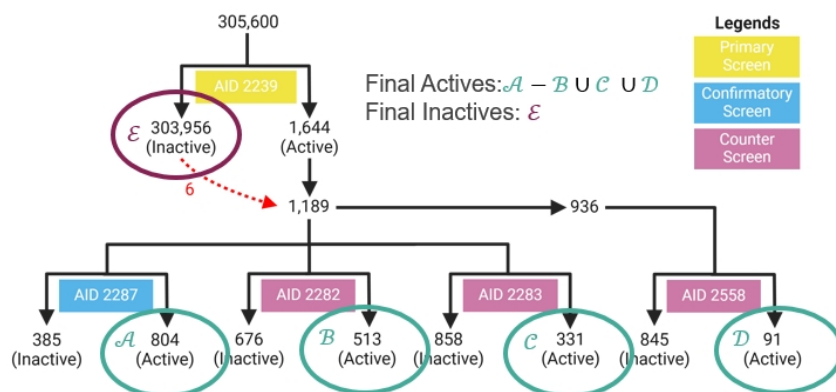 305,600
Legends
Primary
Screen
Confirmatory
Screen
Counter
Screen
AID 2239
Final Actives:𝒜 − ℬ ∪ 𝒞 ∪ 𝒟
Final Inactives: ℰ
ℰ 303,956
(Inactive)
1,644
(Active)
6
1,189
936
AID 2287
AID 2282
AID 2283
AID 2558
385
(Inactive)
𝒜 804
(Active)
676
(Inactive)
ℬ 513
(Active)
858
(Inactive)
𝒞 331
(Active)
845
(Inactive)
𝒟 91
(Active)